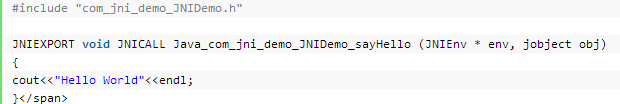 #include "com_jni_demo_JNIDemo.h"
JNIEXPORT void JNICALL Java_com_jni_demo_JNIDemo_sayHello (JNIEnv * env, jobject obj)
{
cout<<"Hello World"<<endl;
}</span>